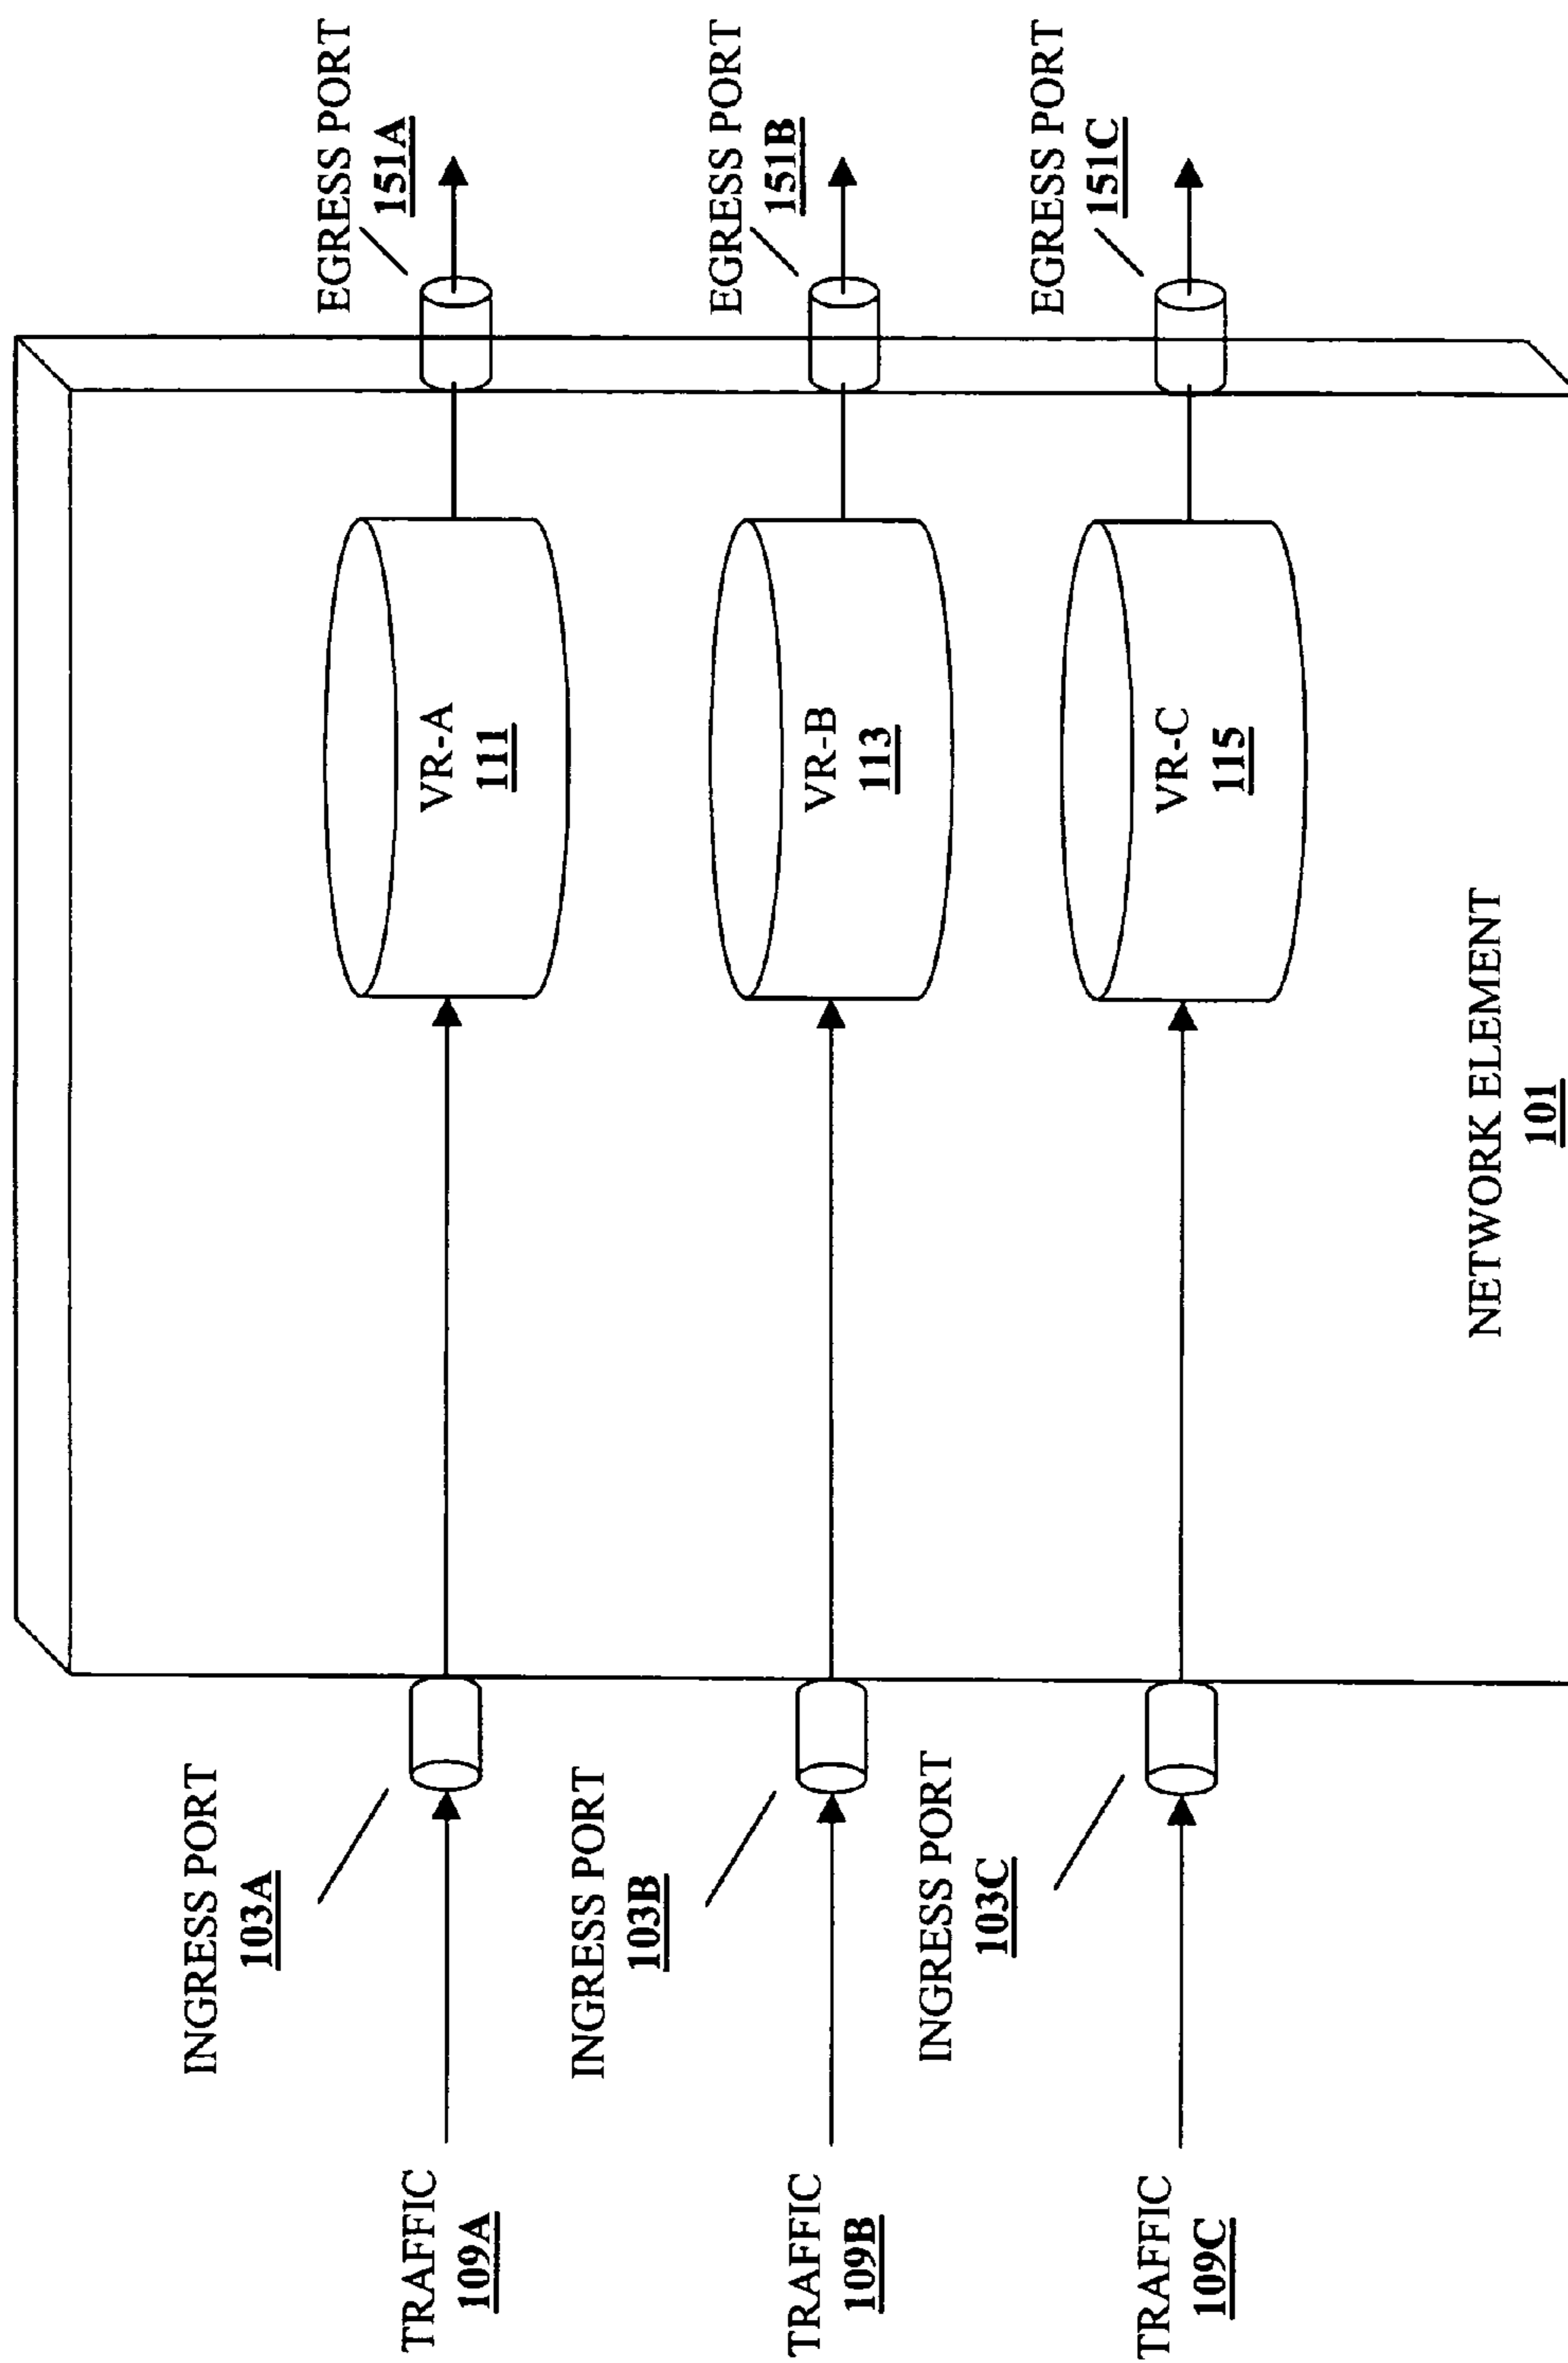 TRAFFIC
109A
INGRESS PORT
103A
VR-A
111
EGRESS PORT
151A
TRAFFIC
109B
INGRESS PORT
103B
VR-B
113
EGRESS PORT
151B
TRAFFIC
109C
INGRESS PORT
103C
VR-C
115
EGRESS PORT
151C
NETWORK ELEMENT
101